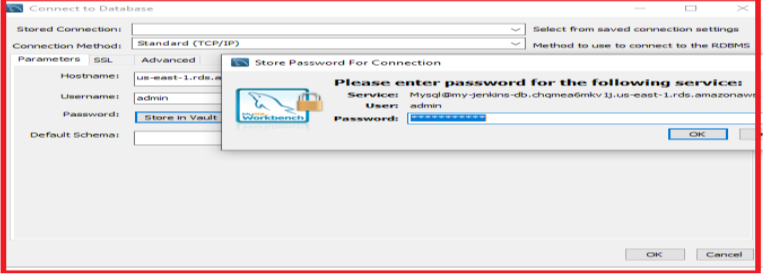 Connect to Database
Stored Connection: Select from saved connection settings
Connection Method: Standard (TCP/IP) Method to use to connect to the RDBMS
Parameters SSL Advanced
Hostname: us-east-1.rds.a
Username: admin
Password: Store in Vault
Default Schema:
Store Password For Connection
Please enter password for the following service:
Service: Mysql@my-jenkins-db.chqmea6mkv1j.us-east-1.rds.amazonaw
User: admin
Password: ************
MySQL
Workbench
OK
OK Cancel